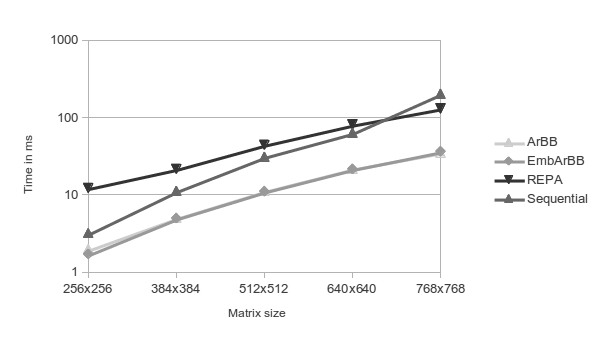 1000
100
10
1
Time in ms
256x256 384x384 512x512 640x640 768x768
Matrix size
ArBB
EmbArBB
REPA
Sequential